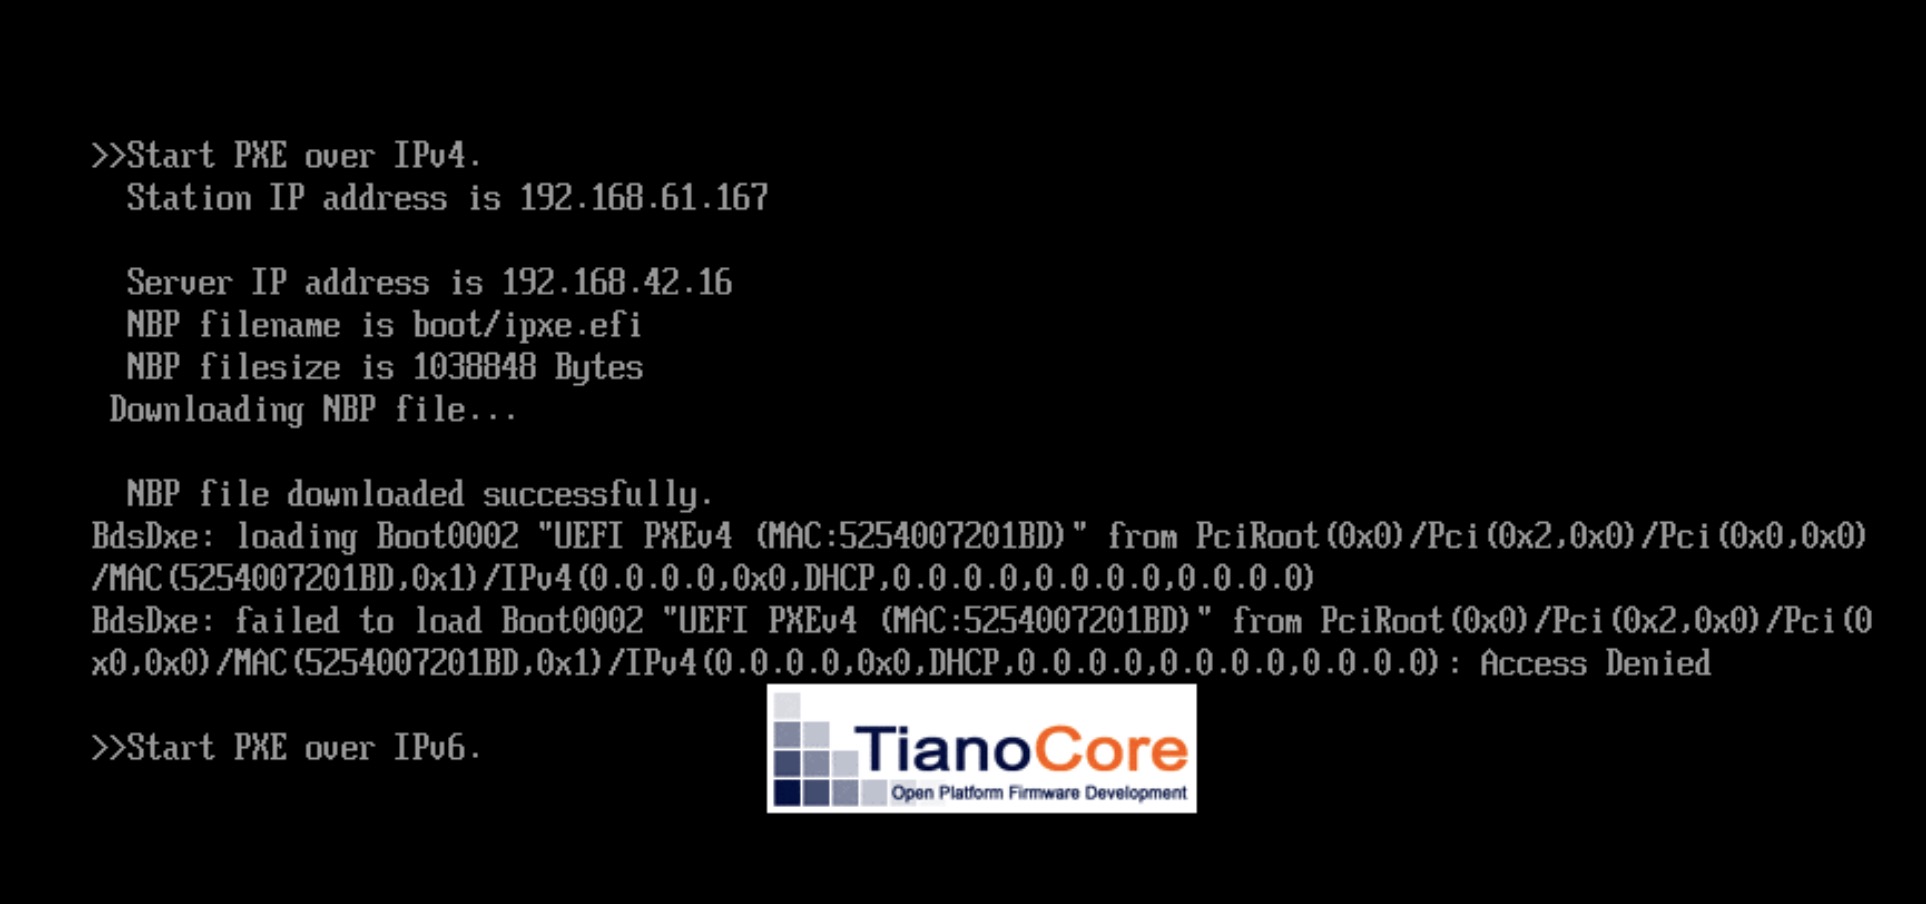 >>Start PXE over IPv4.
Station IP address is 192.168.61.167
Server IP address is 192.168.42.16
NBP filename is boot/ipxe.efi
NBP filesize is 1038848 Bytes
Downloading NBP file...
NBP file downloaded successfully.
BdsDxe: loading Boot0002 "UEFI PXEv4 (MAC:5254007201BD)" from PciRoot(0x0)/Pci(0x2,0x0)/Pci(0x0,0x0)
/MAC(5254007201BD,0x1)/IPv4(0.0.0.0,0x0,DHCP,0.0.0.0,0.0.0.0,0.0.0.0)
BdsDxe: failed to load Boot0002 "UEFI PXEv4 (MAC:5254007201BD)" from PciRoot(0x0)/Pci(0x2,0x0)/Pci(0
x0,0x0)/MAC(5254007201BD,0x1)/IPv4(0.0.0.0,0x0,DHCP,0.0.0.0,0.0.0.0,0.0.0.0): Access Denied
>>Start PXE over IPv6.
TianoCore
Open Platform Firmware Development